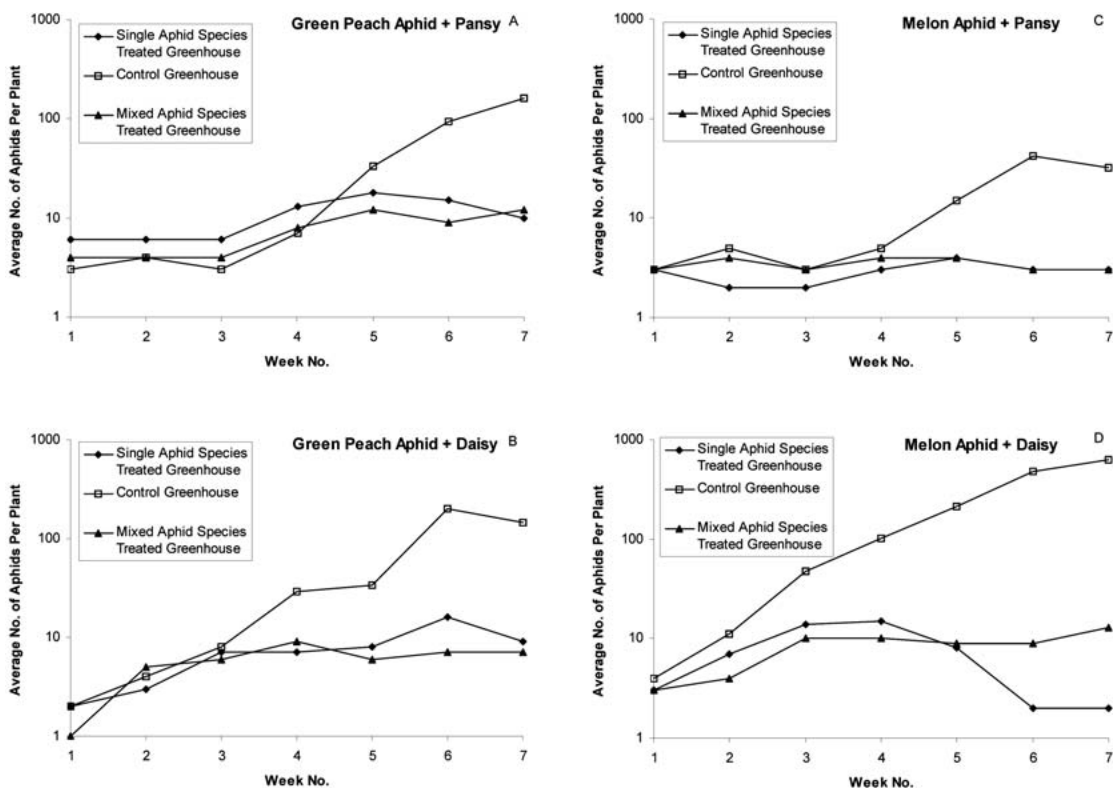 Green Peach Aphid + Pansy
A
1000
100
10
1
Average No. of Aphids Per Plant
Single Aphid Species
Treated Greenhouse
Control Greenhouse
Mixed Aphid Species
Treated Greenhouse
1 2 3 4 5 6 7
Week No.
Melon Aphid + Pansy
C
1000
100
10
1
Average No. of Aphids Per Plant
Single Aphid Species
Treated Greenhouse
Control Greenhouse
Mixed Aphid Species
Treated Greenhouse
1 2 3 4 5 6 7
Week No.
Green Peach Aphid + Daisy
B
1000
100
10
1
Average No. of Aphids Per Plant
Single Aphid Species
Treated Greenhouse
Control Greenhouse
Mixed Aphid Species
Treated Greenhouse
1 2 3 4 5 6 7
Week No.
Melon Aphid + Daisy
D
1000
100
10
1
Average No. of Aphids Per Plant
Single Aphid Species
Treated Greenhouse
Control Greenhouse
Mixed Aphid Species
Treated Greenhouse
1 2 3 4 5 6 7
Week No.